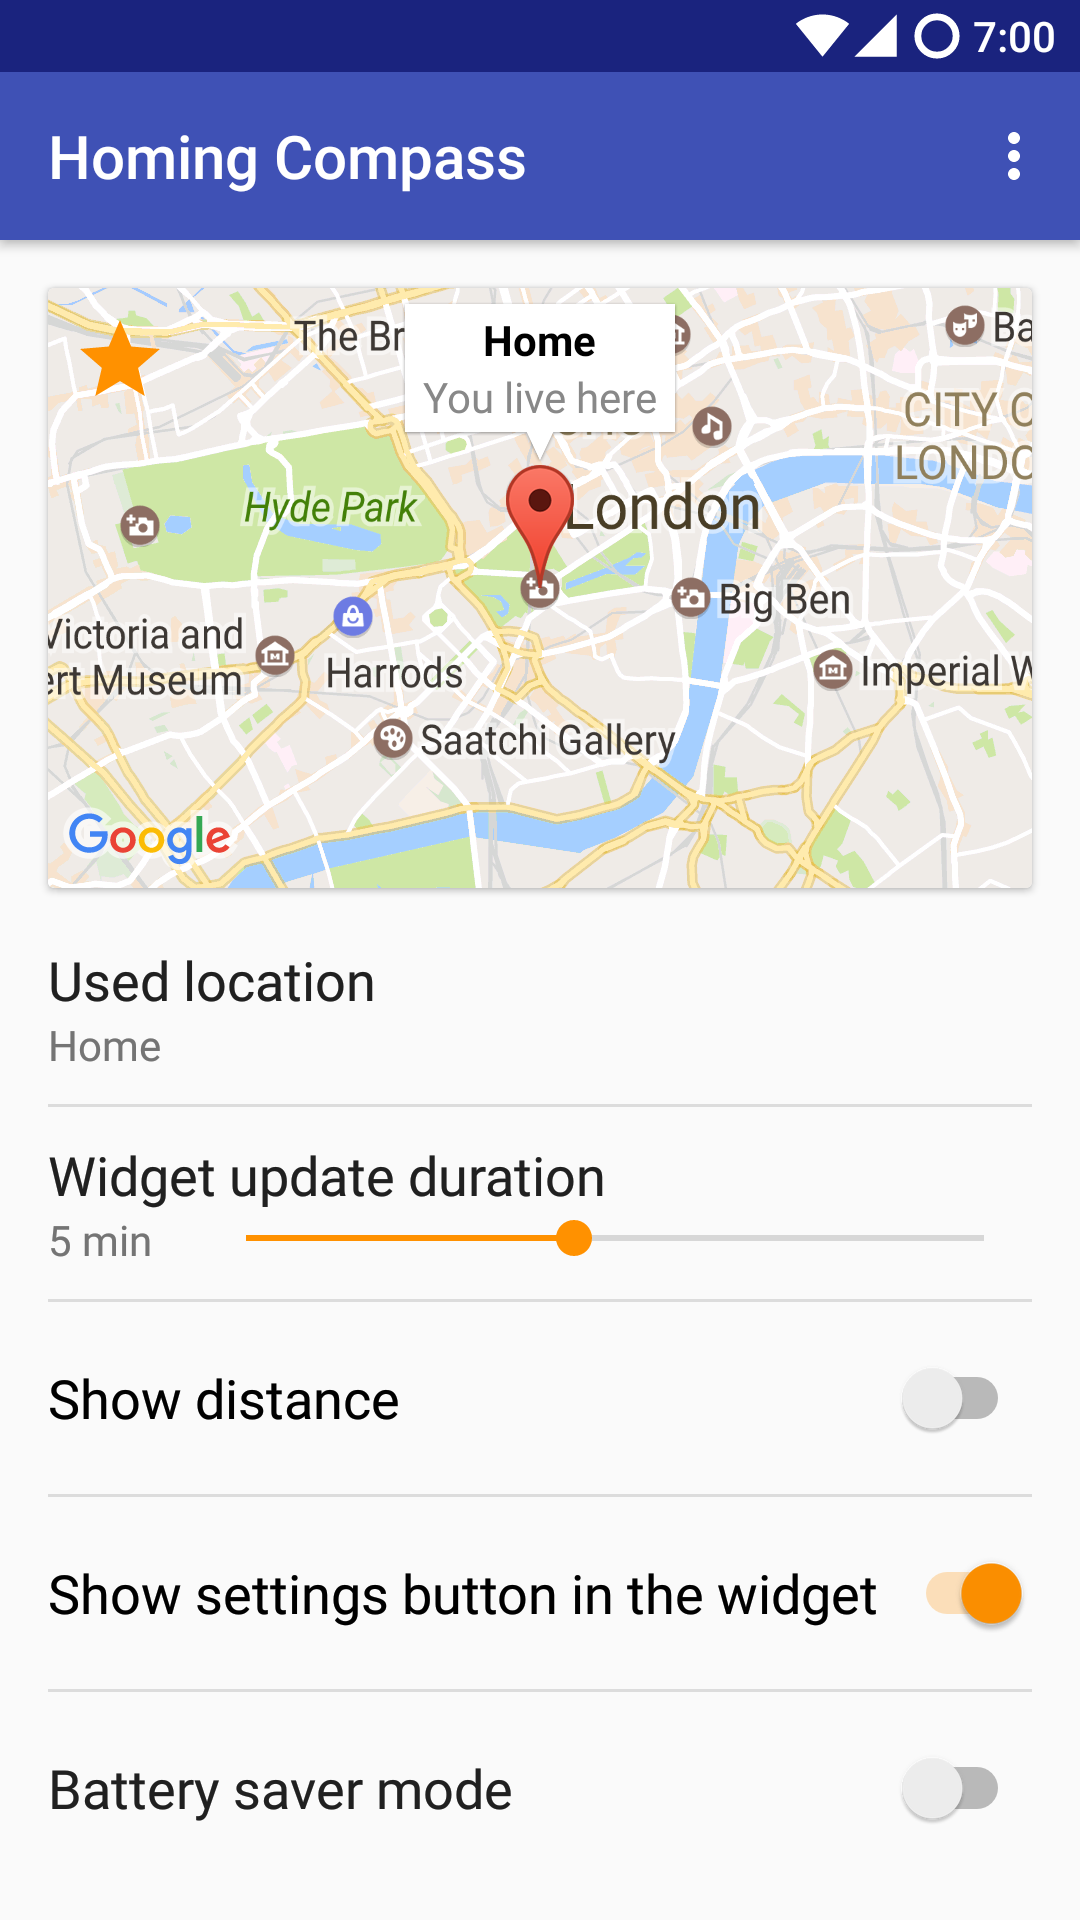 7:00
Homing Compass
The Br
Home
You live here
Ba
CITY O
LONDO
Hyde Park
London
Big Ben
Victoria and
ert Museum
Harrods
Imperial W
Saatchi Gallery
Google
Used location
Home
Widget update duration
5 min
Show distance
Show settings button in the widget
Battery saver mode